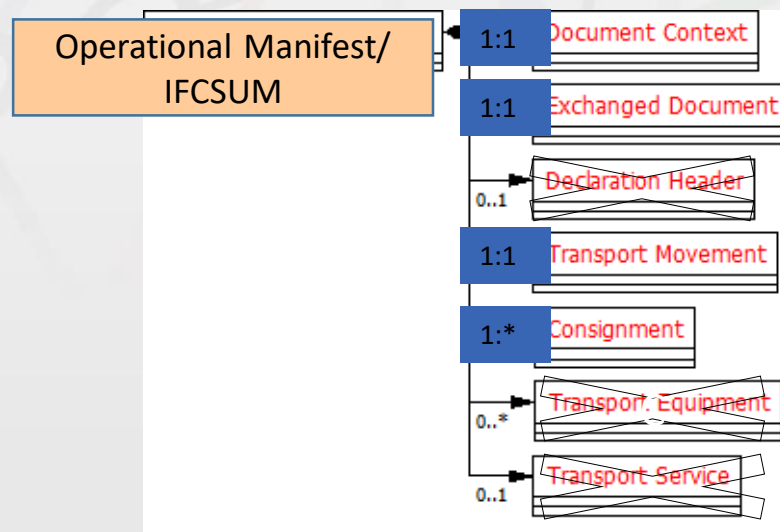 Operational Manifest/
IFCSUM
1:1 Document Context
1:1 Exchanged Document
Declaration Header
0..1
1:1 Transport Movement
1:* Consignment
Transport Equipment
0..*
Transport Service
0..1